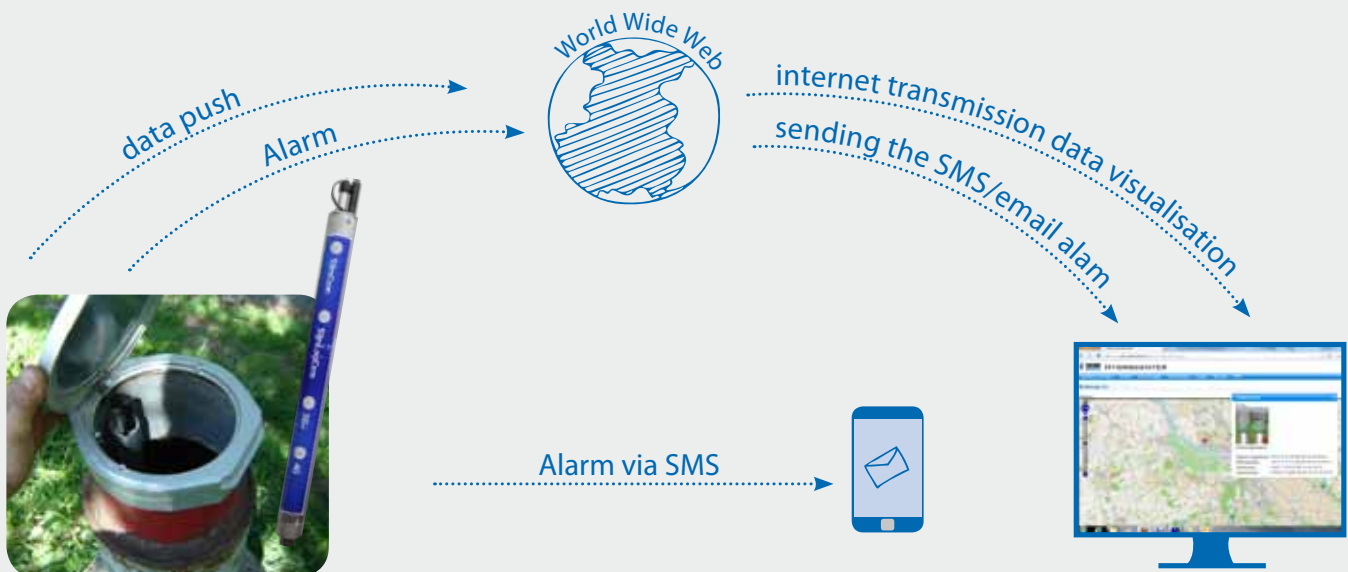 World Wide Web
data push
Alarm
internet transmission data visualisation
sending the SMS/email alam
Alarm via SMS